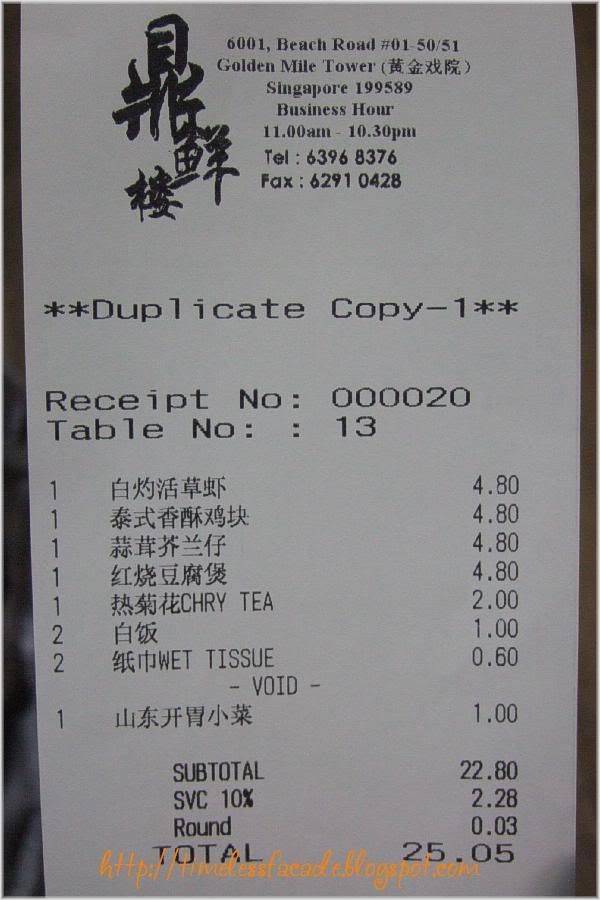 鼎鲜楼
6001, Beach Road #01-50/51
Golden Mile Tower (黄金戏院)
Singapore 199589
Business Hour
11.00am - 10.30pm
Tel : 6396 8376
Fax : 6291 0428
**Duplicate Copy-1**
Receipt No: 000020
Table No: : 13
1 白灼活草虾 4.80
1 泰式香酥鸡块 4.80
1 蒜茸芥兰仔 4.80
1 红烧豆腐煲 4.80
1 热菊花CHRY TEA 2.00
2 白饭 1.00
2 纸巾WET TISSUE 0.60
- VOID -
1 山东开胃小菜 1.00
SUBTOTAL 22.80
SVC 10% 2.28
Round 0.03
TOTAL 25.05
http://timelessfacade.blogspot.com